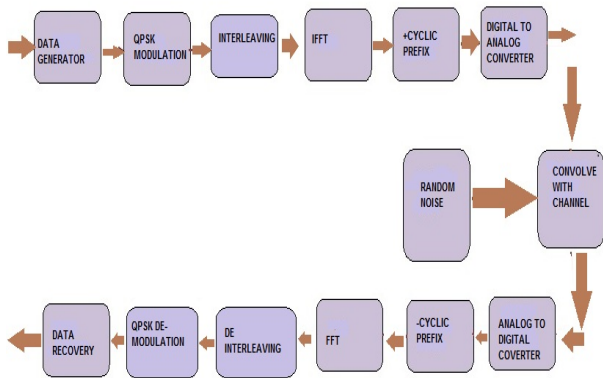 DATA
GENERATOR
QPSK
MODULATION
INTERLEAVING
IFFT
+CYCLIC
PREFIX
DIGITAL TO
ANALOG
CONVERTER
RANDOM
NOISE
CONVOLVE
WITH
CHANNEL
DATA
RECOVERY
QPSK DE-
MODULATION
DE
INTERLEAVING
FFT
-CYCLIC
PREFIX
ANALOG TO
DIGITAL
COVERTER